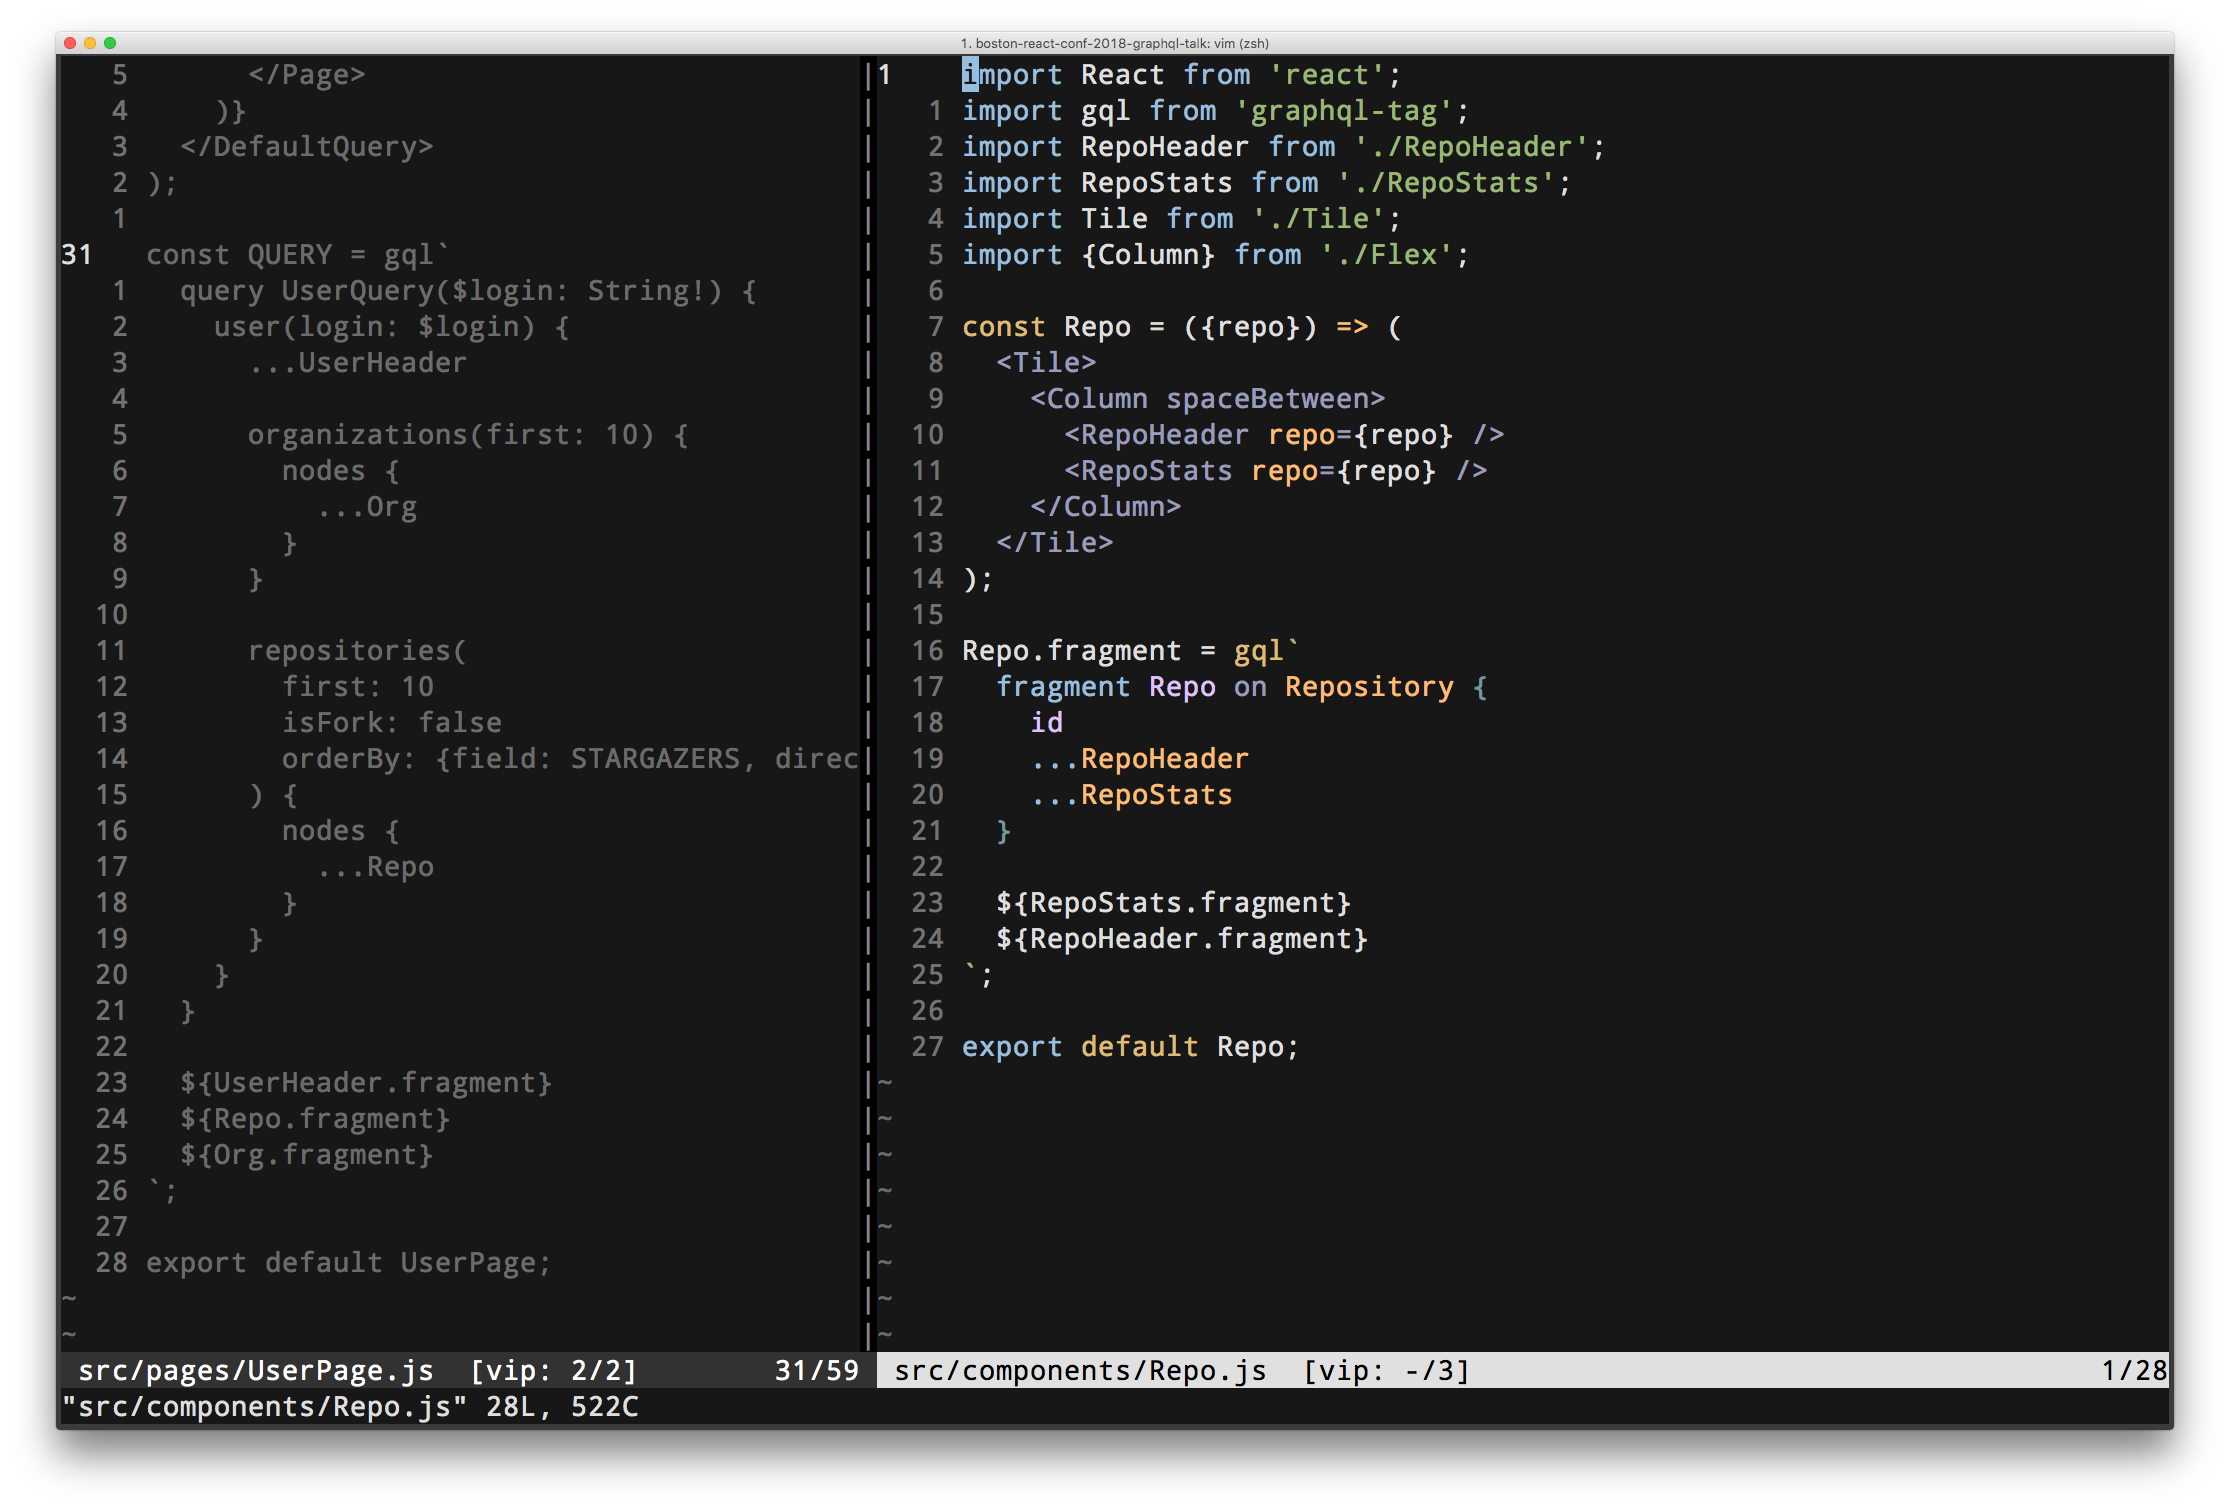 1. boston-react-conf-2018-graphql-talk: vim (zsh)
5       </Page>
4     )}
3   </DefaultQuery>
2 );
1
31   const QUERY = gql`
1   query UserQuery($login: String!) {
2     user(login: $login) {
3       ...UserHeader
4
5       organizations(first: 10) {
6         nodes {
7           ...Org
8         }
9       }
10
11       repositories(
12         first: 10
13         isFork: false
14         orderBy: {field: STARGAZERS, direc
15       ) {
16         nodes {
17           ...Repo
18         }
19       }
20     }
21   }
22
23   ${UserHeader.fragment}
24   ${Repo.fragment}
25   ${Org.fragment}
26 `;
27
28 export default UserPage;
~
~
src/pages/UserPage.js  [vip: 2/2]        31/59
1    import React from 'react';
1 import gql from 'graphql-tag';
2 import RepoHeader from './RepoHeader';
3 import RepoStats from './RepoStats';
4 import Tile from './Tile';
5 import {Column} from './Flex';
6
7 const Repo = ({repo}) => (
8   <Tile>
9     <Column spaceBetween>
10       <RepoHeader repo={repo} />
11       <RepoStats repo={repo} />
12     </Column>
13   </Tile>
14 );
15
16 Repo.fragment = gql`
17   fragment Repo on Repository {
18     id
19     ...RepoHeader
20     ...RepoStats
21   }
22
23   ${RepoStats.fragment}
24   ${RepoHeader.fragment}
25 `;
26
27 export default Repo;
~
~
~
~
~
~
~
~
src/components/Repo.js  [vip: -/3]        1/28
"src/components/Repo.js" 28L, 522C